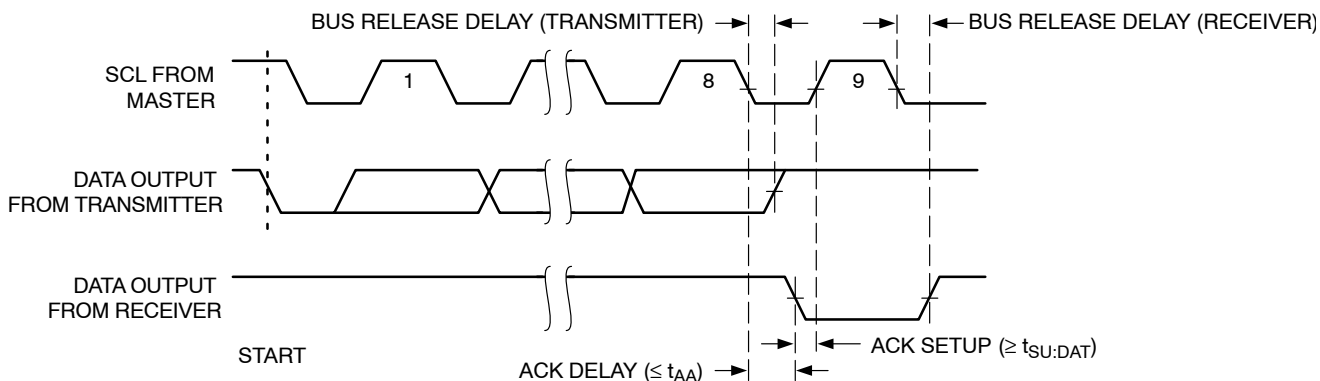 BUS RELEASE DELAY (TRANSMITTER)
BUS RELEASE DELAY (RECEIVER)
SCL FROM
MASTER
1
8
9
DATA OUTPUT
FROM TRANSMITTER
DATA OUTPUT
FROM RECEIVER
START
ACK SETUP (≥ tSU:DAT)
ACK DELAY (≤ tAA)